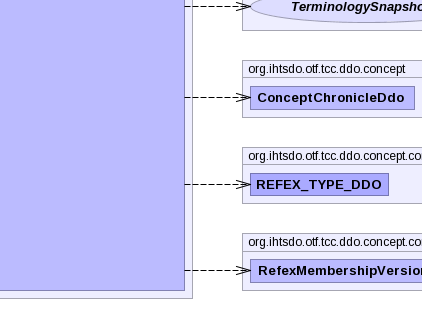 TerminologySnapsho
org.ihtsdo.otf.tcc.ddo.concept
ConceptChronicleDdo
org.ihtsdo.otf.tcc.ddo.concept.co
REFEX_TYPE_DDO
org.ihtsdo.otf.tcc.ddo.concept.co
RefexMembershipVersion